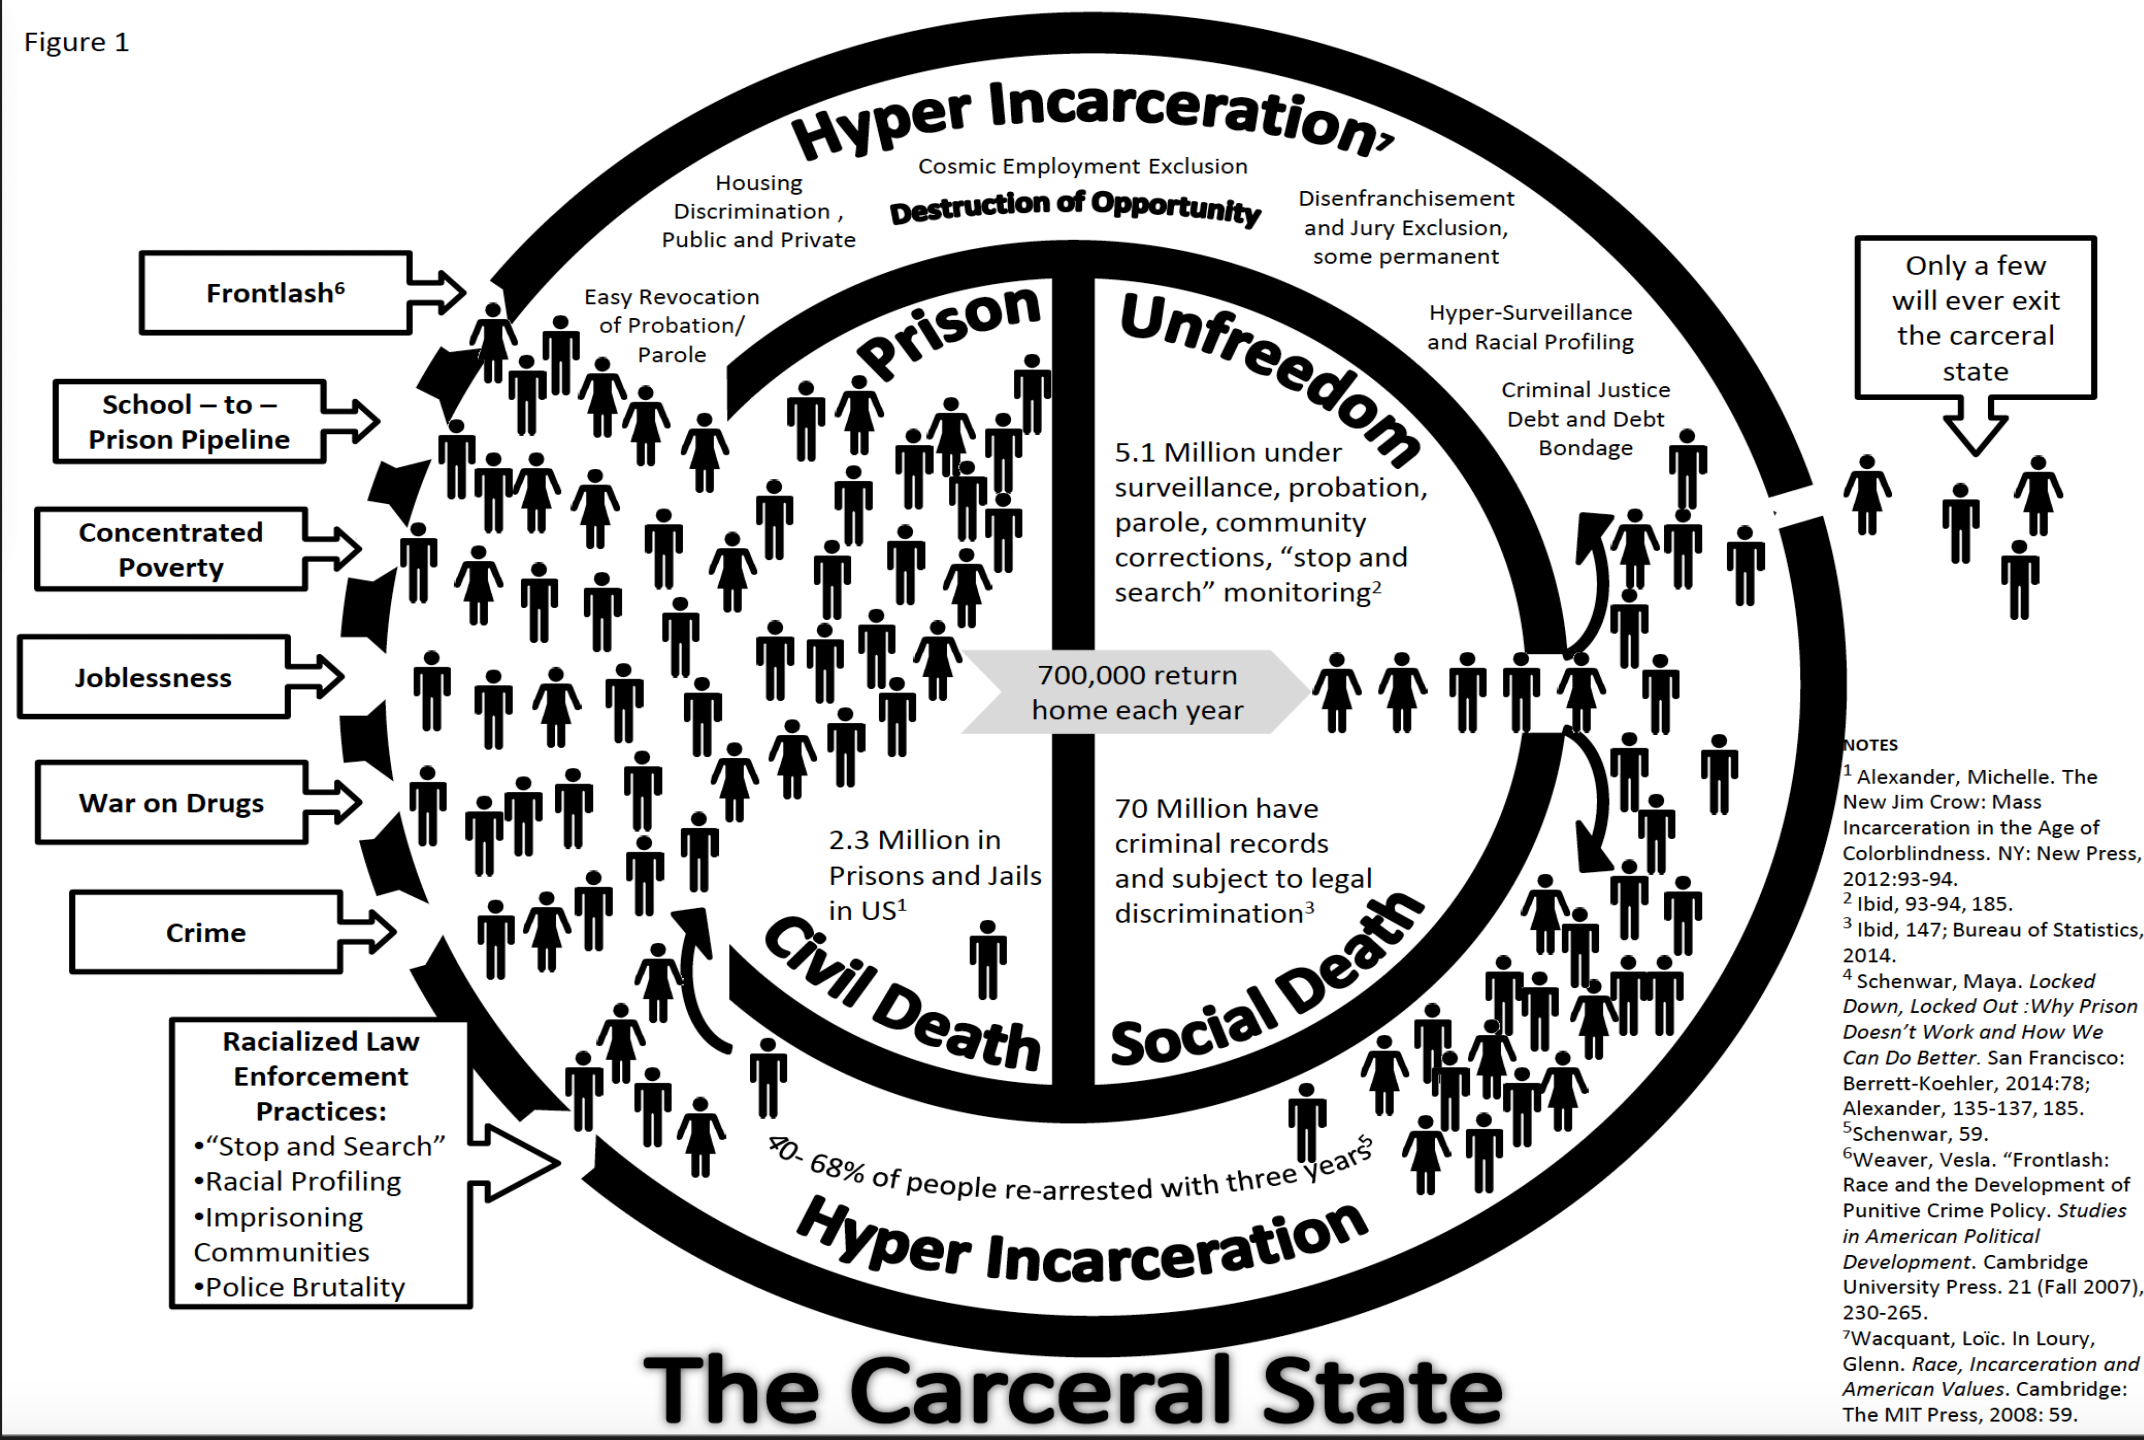 Figure 1
Hyper Incarceration⁷
Cosmic Employment Exclusion
Destruction of Opportunity
Housing
Discrimination ,
Public and Private
Disenfranchisement
and Jury Exclusion,
some permanent
Easy Revocation
of Probation/
Parole
Hyper-Surveillance
and Racial Profiling
Criminal Justice
Debt and Debt
Bondage
Frontlash⁶
School – to –
Prison Pipeline
Concentrated
Poverty
Joblessness
War on Drugs
Crime
Racialized Law
Enforcement
Practices:
•“Stop and Search”
•Racial Profiling
•Imprisoning
Communities
•Police Brutality
Prison
Unfreedom
5.1 Million under
surveillance, probation,
parole, community
corrections, “stop and
search” monitoring²
700,000 return
home each year
2.3 Million in
Prisons and Jails
in US¹
70 Million have
criminal records
and subject to legal
discrimination³
Civil Death
Social Death
40- 68% of people re-arrested with three years⁵
Hyper Incarceration
The Carceral State
Only a few
will ever exit
the carceral
state
NOTES
¹ Alexander, Michelle. The
New Jim Crow: Mass
Incarceration in the Age of
Colorblindness. NY: New Press,
2012:93-94.
² Ibid, 93-94, 185.
³ Ibid, 147; Bureau of Statistics,
2014.
⁴ Schenwar, Maya. Locked
Down, Locked Out :Why Prison
Doesn’t Work and How We
Can Do Better. San Francisco:
Berrett-Koehler, 2014:78;
Alexander, 135-137, 185.
⁵Schenwar, 59.
⁶Weaver, Vesla. “Frontlash:
Race and the Development of
Punitive Crime Policy. Studies
in American Political
Development. Cambridge
University Press. 21 (Fall 2007),
230-265.
⁷Wacquant, Loïc. In Loury,
Glenn. Race, Incarceration and
American Values. Cambridge:
The MIT Press, 2008: 59.